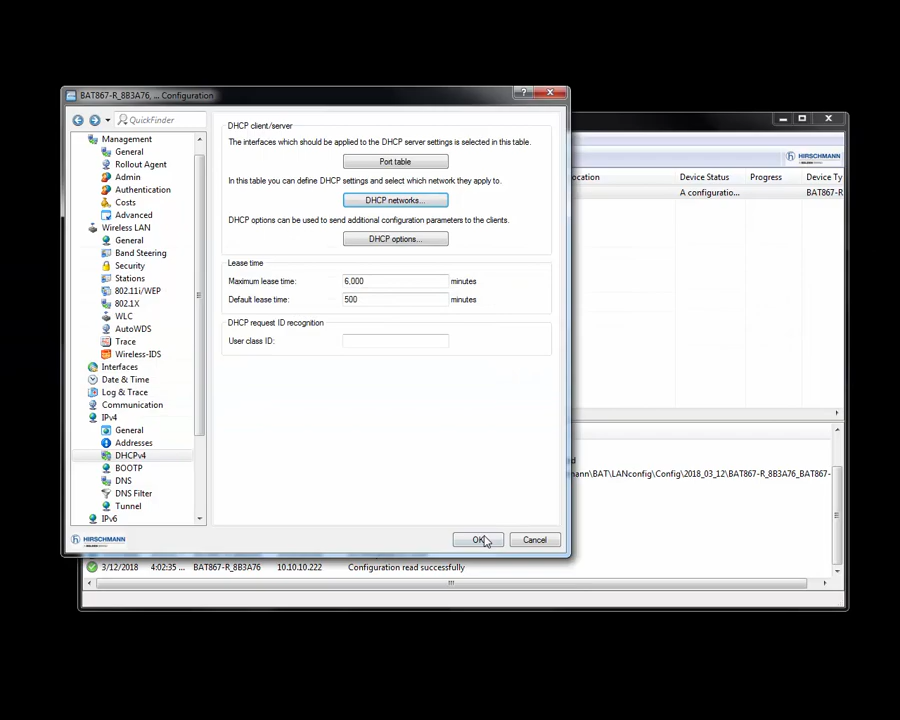 BAT867-R_8B3A76, ... Configuration
?
QuickFinder
Management
General
Rollout Agent
Admin
Authentication
Costs
Advanced
Wireless LAN
General
Band Steering
Security
Stations
802.11i/WEP
802.1X
WLC
AutoWDS
Trace
Wireless-IDS
Interfaces
Date & Time
Log & Trace
Communication
IPv4
General
Addresses
DHCPv4
BOOTP
DNS
DNS Filter
Tunnel
IPv6
HIRSCHMANN
DHCP client/server
The interfaces which should be applied to the DHCP server settings is selected in this table.
Port table
In this table you can define DHCP settings and select which network they apply to.
DHCP networks...
DHCP options can be used to send additional configuration parameters to the clients.
DHCP options...
Lease time
Maximum lease time: 6,000 minutes
Default lease time: 500 minutes
DHCP request ID recognition
User class ID:
OK Cancel
HIRSCHMANN
ocation Device Status Progress Device Ty
A configuratio... BAT867-R
mann\BAT\LANconfig\Config\2018_03_12\BAT867-R_8B3A76_BAT867-
3/12/2018 4:02:35 ... BAT867-R_8B3A76 10.10.10.222 Configuration read successfully